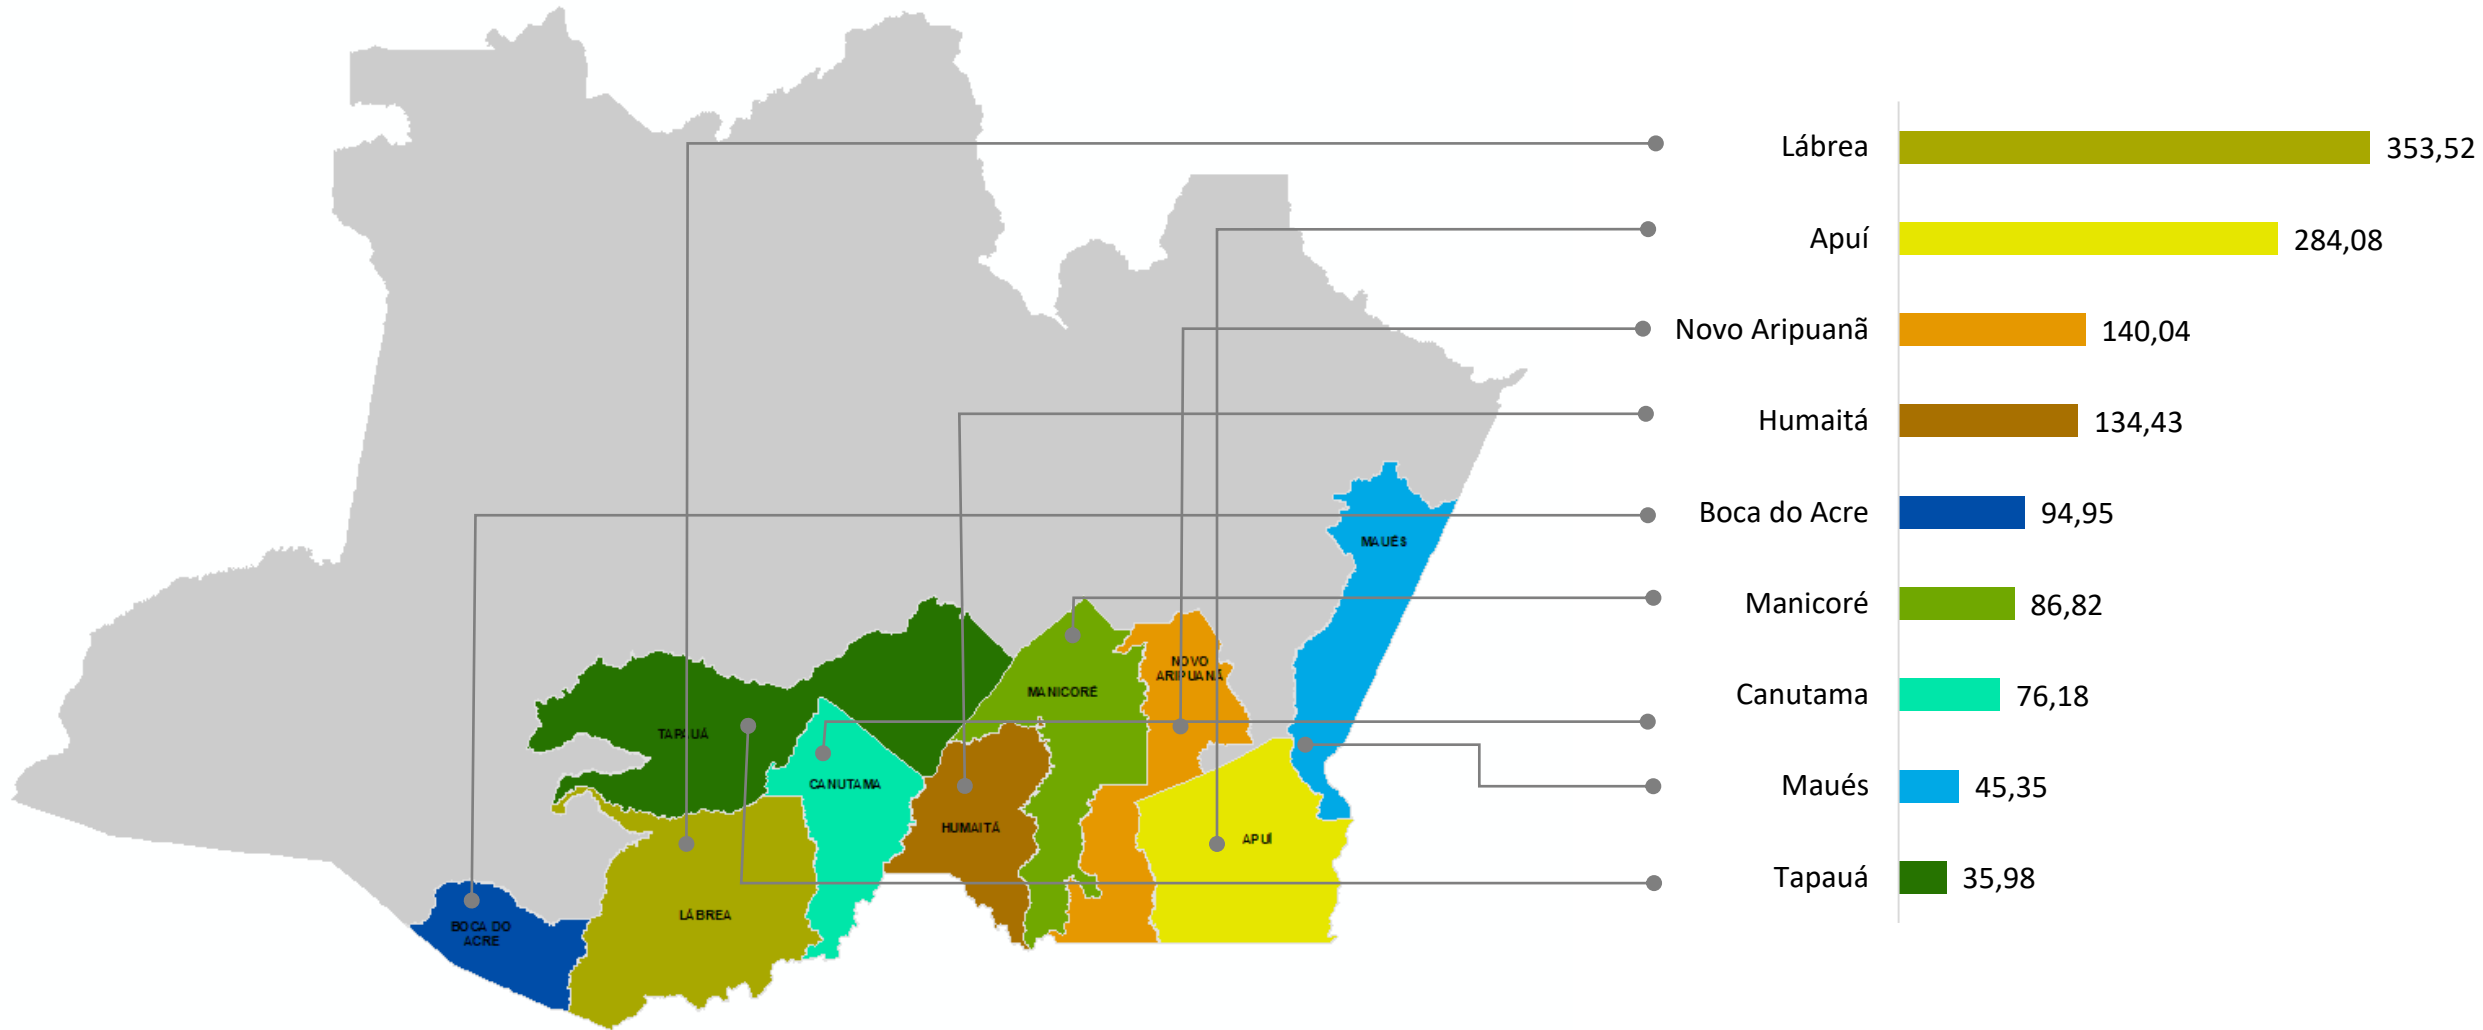 Lábrea 353,52
Apuí 284,08
Novo Aripuanã 140,04
Humaitá 134,43
Boca do Acre 94,95
Manicoré 86,82
Canutama 76,18
Maués 45,35
Tapauá 35,98
MAUÉS
NOVO
ARIPUANÃ
MANICORÉ
TAPAUÁ
CANUTAMA
HUMAITÁ
APUÍ
LÁBREA
BOCA DO
ACRE